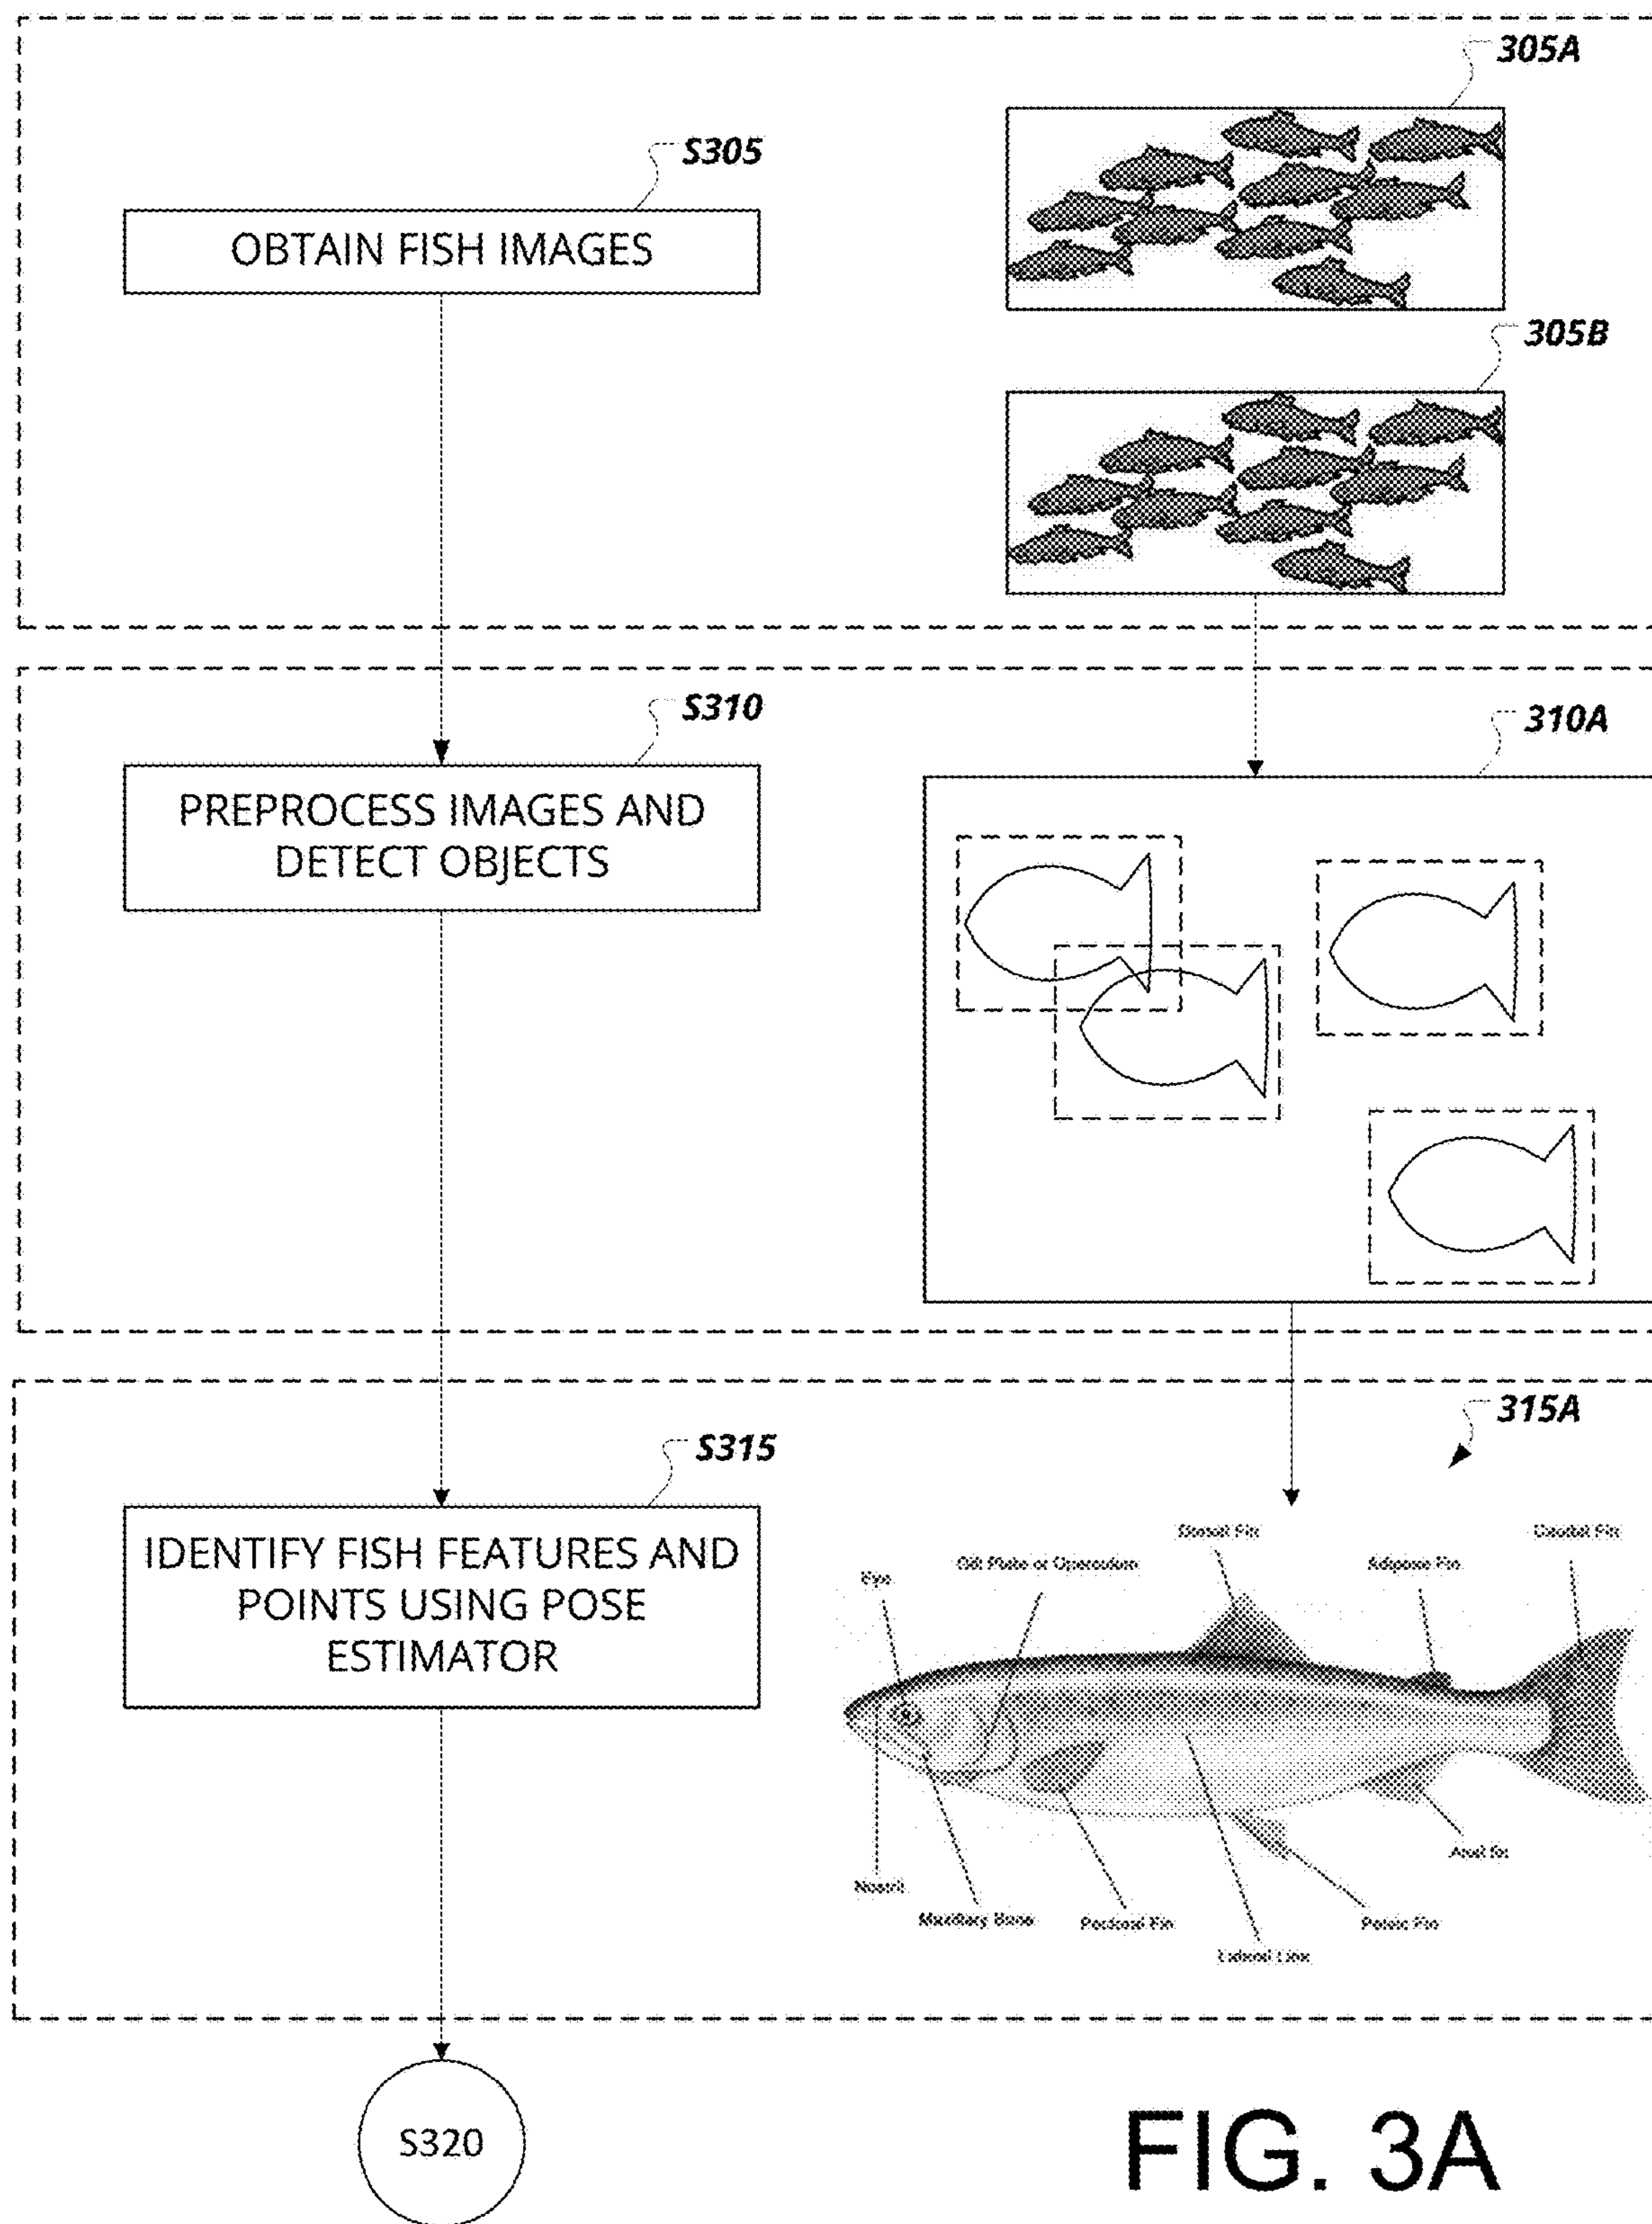 305A
S305
OBTAIN FISH IMAGES
305B
S310
310A
PREPROCESS IMAGES AND
DETECT OBJECTS
315A
S315
IDENTIFY FISH FEATURES AND
POINTS USING POSE
ESTIMATOR
Dorsal Fin
Caudal Fin
Gill Plate or Operculum
Adipose Fin
Eye
Anal fin
Nostril
Maxillary Bone
Pectoral Fin
Pelvic Fin
Lateral Line
S320
FIG. 3A